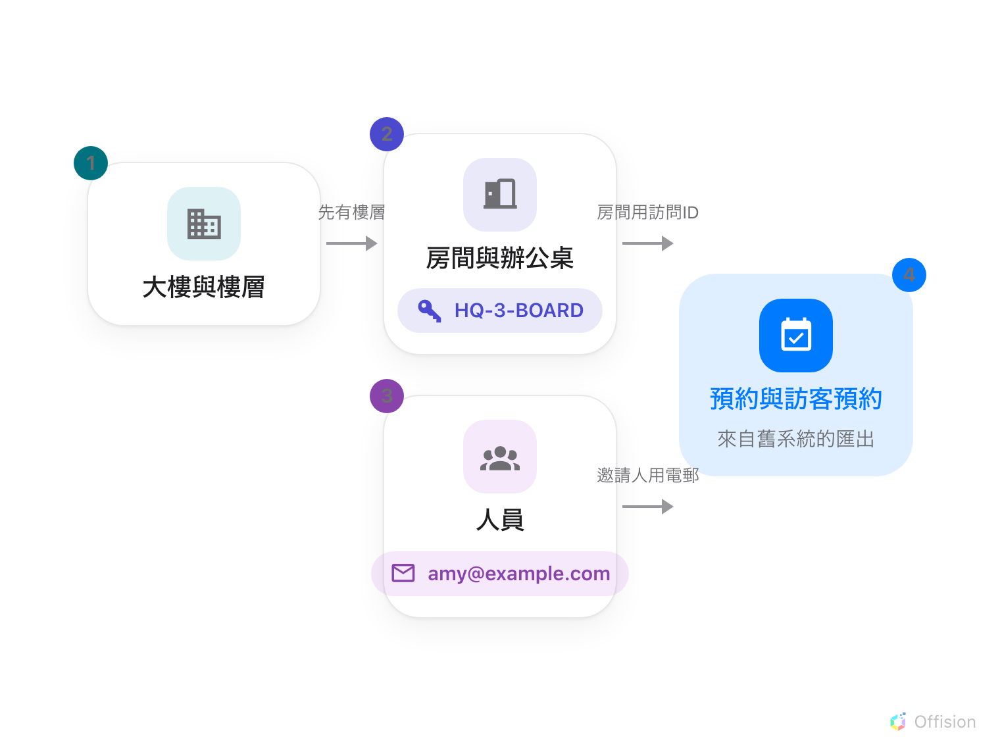 1
大樓與樓層
先有樓層
2
房間與辦公桌
HQ-3-BOARD
房間用訪問ID
3
人員
amy@example.com
邀請人用電郵
4
預約與訪客預約
來自舊系統的匯出
Offision